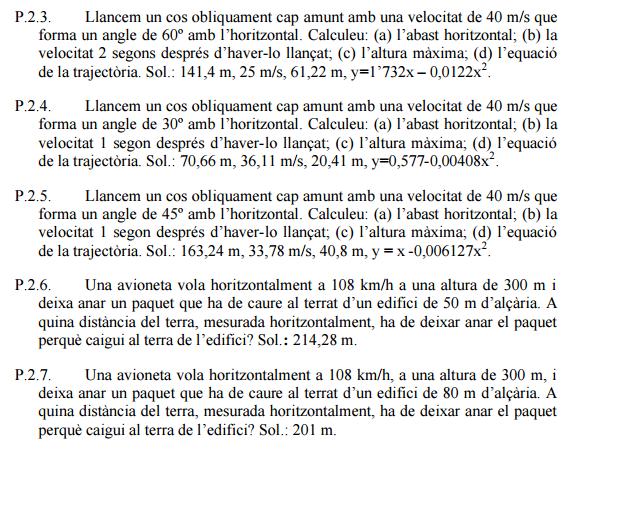 P.2.3. Llancem un cos obliquament cap amunt amb una velocitat de 40 m/s que
forma un angle de 60º amb l’horitzontal. Calculeu: (a) l’abast horitzontal; (b) la
velocitat 2 segons després d’haver-lo llançat; (c) l’altura màxima; (d) l’equació
de la trajectòria. Sol.: 141,4 m, 25 m/s, 61,22 m, y=1’732x – 0,0122x².
P.2.4. Llancem un cos obliquament cap amunt amb una velocitat de 40 m/s que
forma un angle de 30º amb l’horitzontal. Calculeu: (a) l’abast horitzontal; (b) la
velocitat 1 segon després d’haver-lo llançat; (c) l’altura màxima; (d) l’equació
de la trajectòria. Sol.: 70,66 m, 36,11 m/s, 20,41 m, y=0,577-0,00408x².
P.2.5. Llancem un cos obliquament cap amunt amb una velocitat de 40 m/s que
forma un angle de 45º amb l’horitzontal. Calculeu: (a) l’abast horitzontal; (b) la
velocitat 1 segon després d’haver-lo llançat; (c) l’altura màxima; (d) l’equació
de la trajectòria. Sol.: 163,24 m, 33,78 m/s, 40,8 m, y = x -0,006127x².
P.2.6. Una avioneta vola horitzontalment a 108 km/h a una altura de 300 m i
deixa anar un paquet que ha de caure al terrat d’un edifici de 50 m d’alçària. A
quina distància del terra, mesurada horitzontalment, ha de deixar anar el paquet
perquè caigui al terra de l’edifici? Sol.: 214,28 m.
P.2.7. Una avioneta vola horitzontalment a 108 km/h, a una altura de 300 m, i
deixa anar un paquet que ha de caure al terrat d’un edifici de 80 m d’alçària. A
quina distància del terra, mesurada horitzontalment, ha de deixar anar el paquet
perquè caigui al terra de l’edifici? Sol.: 201 m.